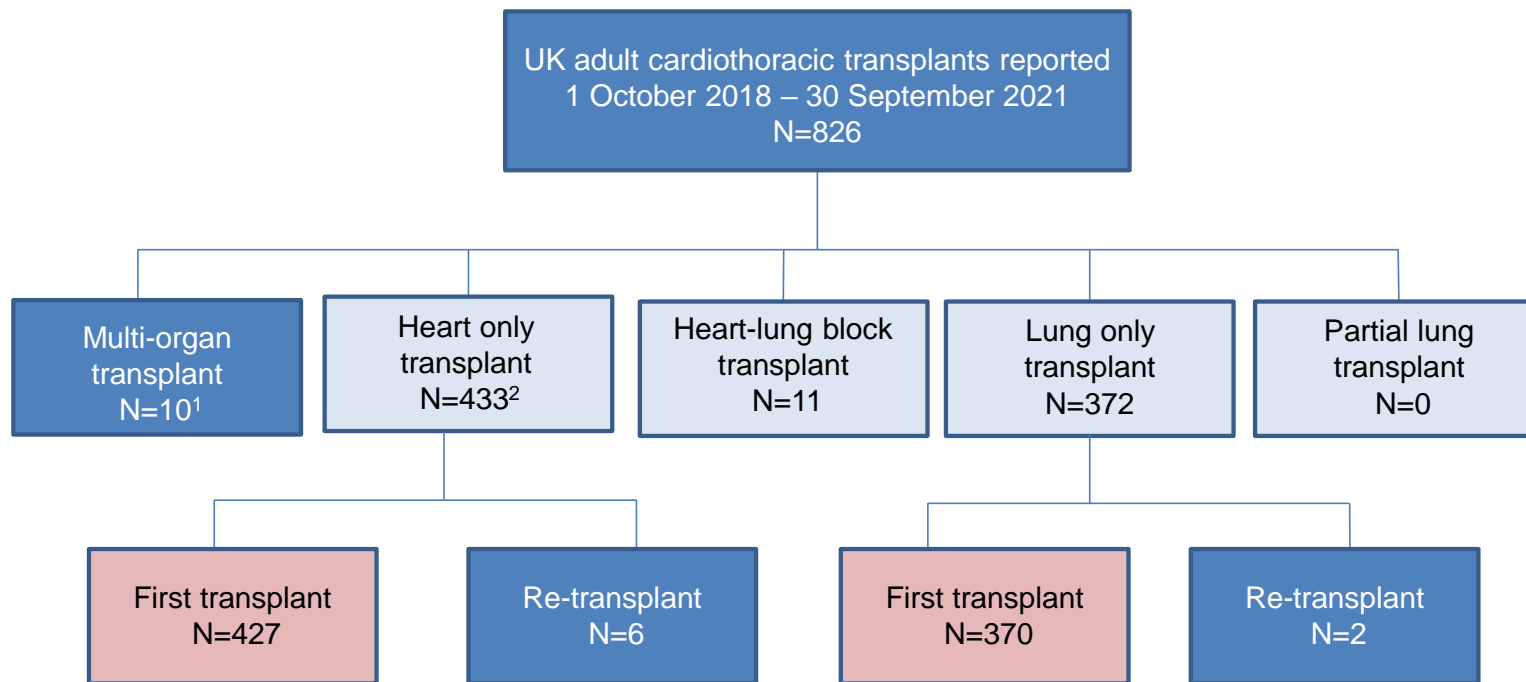 UK adult cardiothoracic transplants reported
1 October 2018 – 30 September 2021
N=826
Multi-organ
transplant
N=10¹
Heart only
transplant
N=433²
Heart-lung block
transplant
N=11
Lung only
transplant
N=372
Partial lung
transplant
N=0
First transplant
N=427
Re-transplant
N=6
First transplant
N=370
Re-transplant
N=2